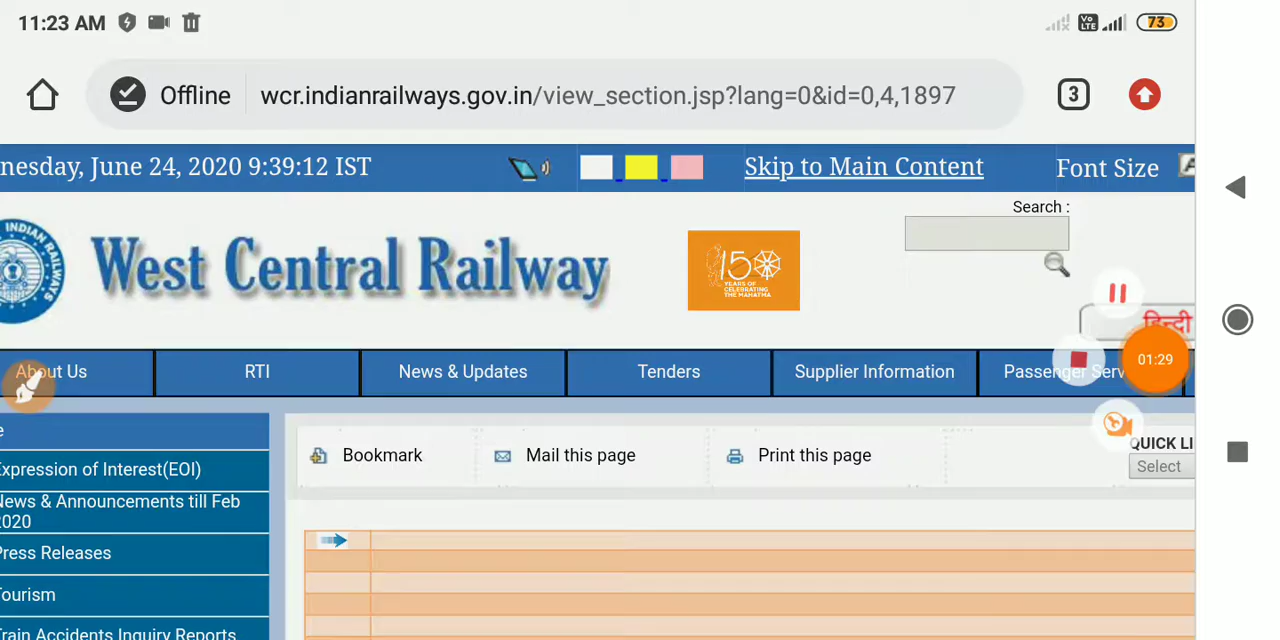 11:23 AM
Vo LTE
73
Offline wcr.indianrailways.gov.in/view_section.jsp?lang=0&id=0,4,1897
3
nesday, June 24, 2020 9:39:12 IST
Skip to Main Content
Font Size
A
Search :
INDIAN RAILWAYS
West Central Railway
150
YEARS OF
CELEBRATING
THE MAHATMA
हिन्दी
01:29
About Us
RTI
News & Updates
Tenders
Supplier Information
Passenger Serv
e
Bookmark
Mail this page
Print this page
QUICK LI
Select
Expression of Interest(EOI)
News & Announcements till Feb
2020
Press Releases
Tourism
Train Accidents Inquiry Reports